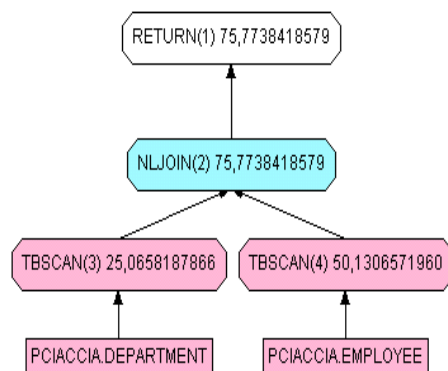 RETURN(1) 75,7738418579
NLJOIN(2) 75,7738418579
TBSCAN(3) 25,0658187866
TBSCAN(4) 50,1306571960
PCIACCIA.DEPARTMENT
PCIACCIA.EMPLOYEE